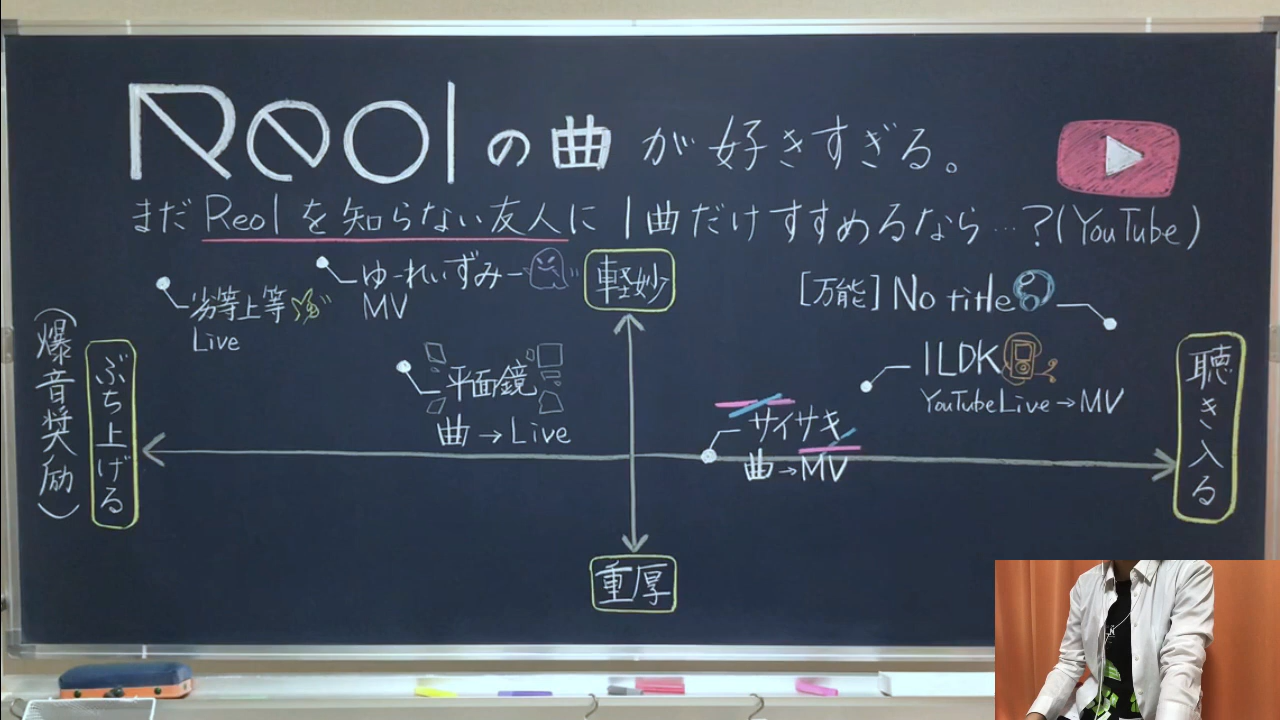 Reolの曲が好きすぎる。
まだReolを知らない友人に1曲だけすすめるなら…?(YouTube)
軽妙
ゆーれいずみー
MV
劣等上等
Live
[万能] No title
平面鏡
曲→Live
1LDK
YouTubeLive→MV
サイサキ
曲→MV
(爆音奨励)
ぶち上げる
聴き入る
重厚